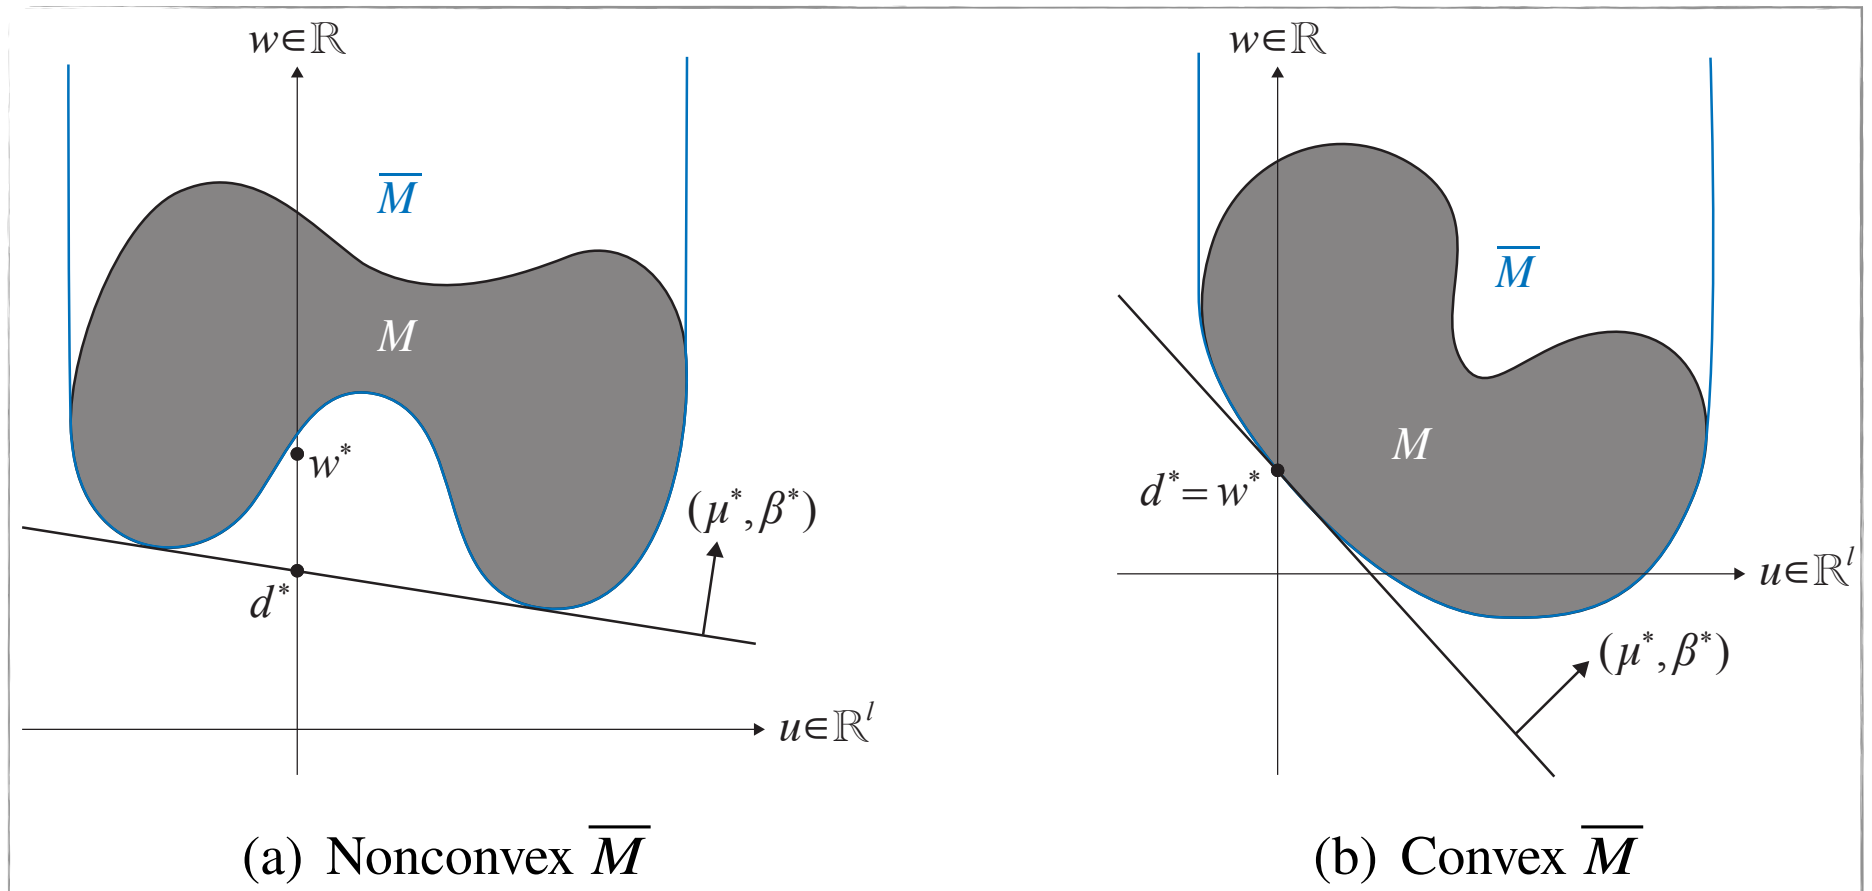 w∈ℝ
M̅
M
w*
(μ*, β*)
d*
u∈ℝˡ
(a) Nonconvex M̅
w∈ℝ
M̅
M
d*= w*
u∈ℝˡ
(μ*, β*)
(b) Convex M̅